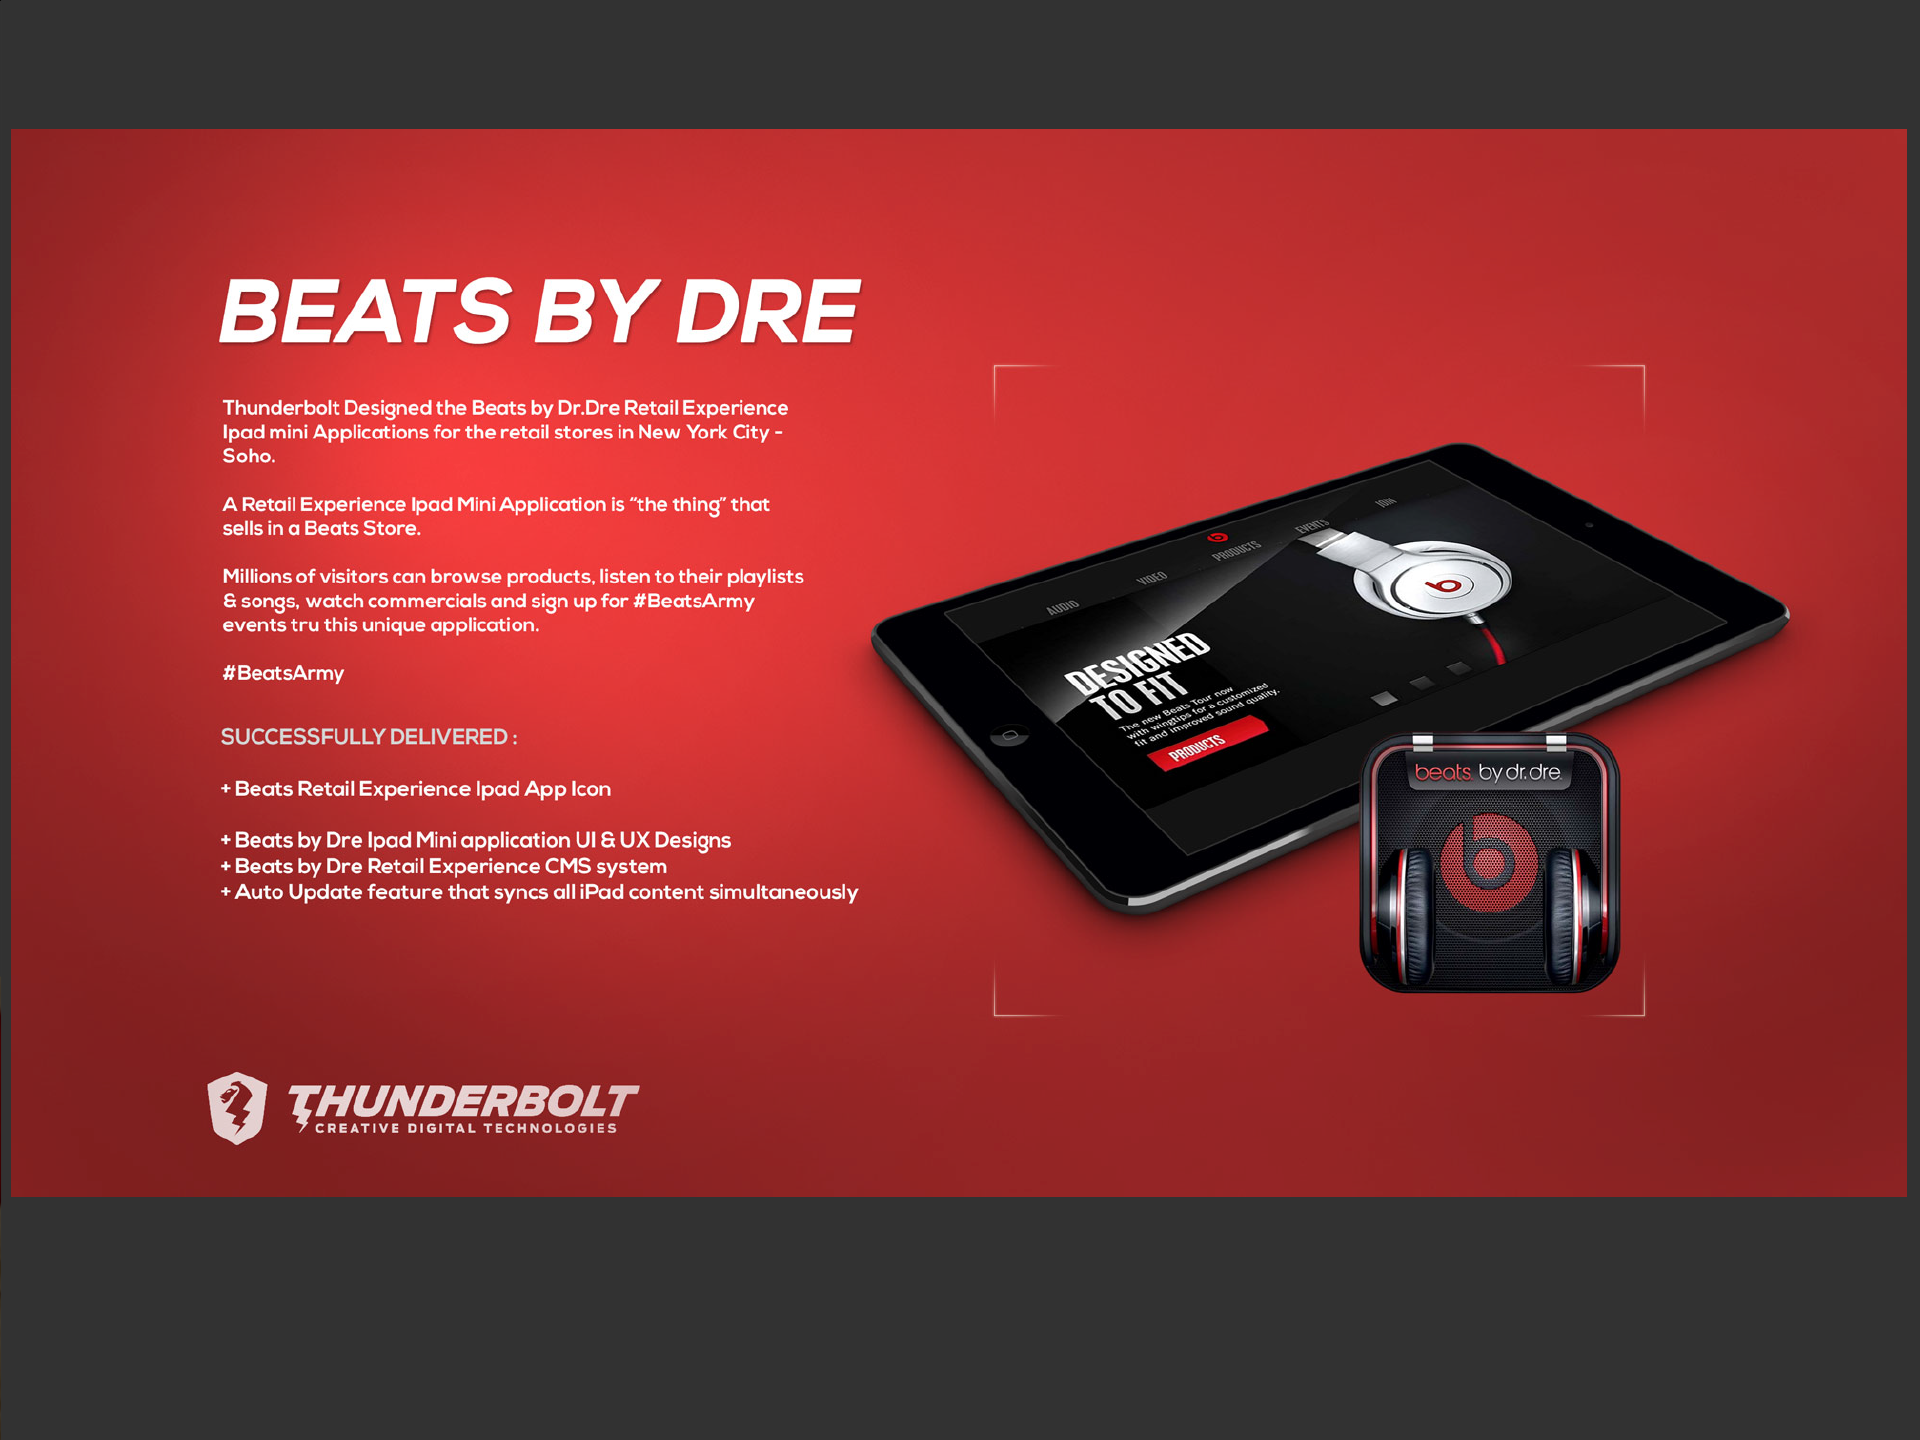 BEATS BY DRE
Thunderbolt Designed the Beats by Dr.Dre Retail Experience
Ipad mini Applications for the retail stores in New York City -
Soho.
A Retail Experience Ipad Mini Application is “the thing” that
sells in a Beats Store.
Millions of visitors can browse products, listen to their playlists
& songs, watch commercials and sign up for #BeatsArmy
events tru this unique application.
#BeatsArmy
SUCCESSFULLY DELIVERED :
+ Beats Retail Experience Ipad App Icon
+ Beats by Dre Ipad Mini application UI & UX Designs
+ Beats by Dre Retail Experience CMS system
+ Auto Update feature that syncs all iPad content simultaneously
THUNDERBOLT
CREATIVE DIGITAL TECHNOLOGIES
AUDIO VIDEO PRODUCTS EVENTS JOIN
DESIGNED
TO FIT
The new Beats Tour now
with wingtips for a customized
fit and improved sound quality.
PRODUCTS
beats by dr. dre